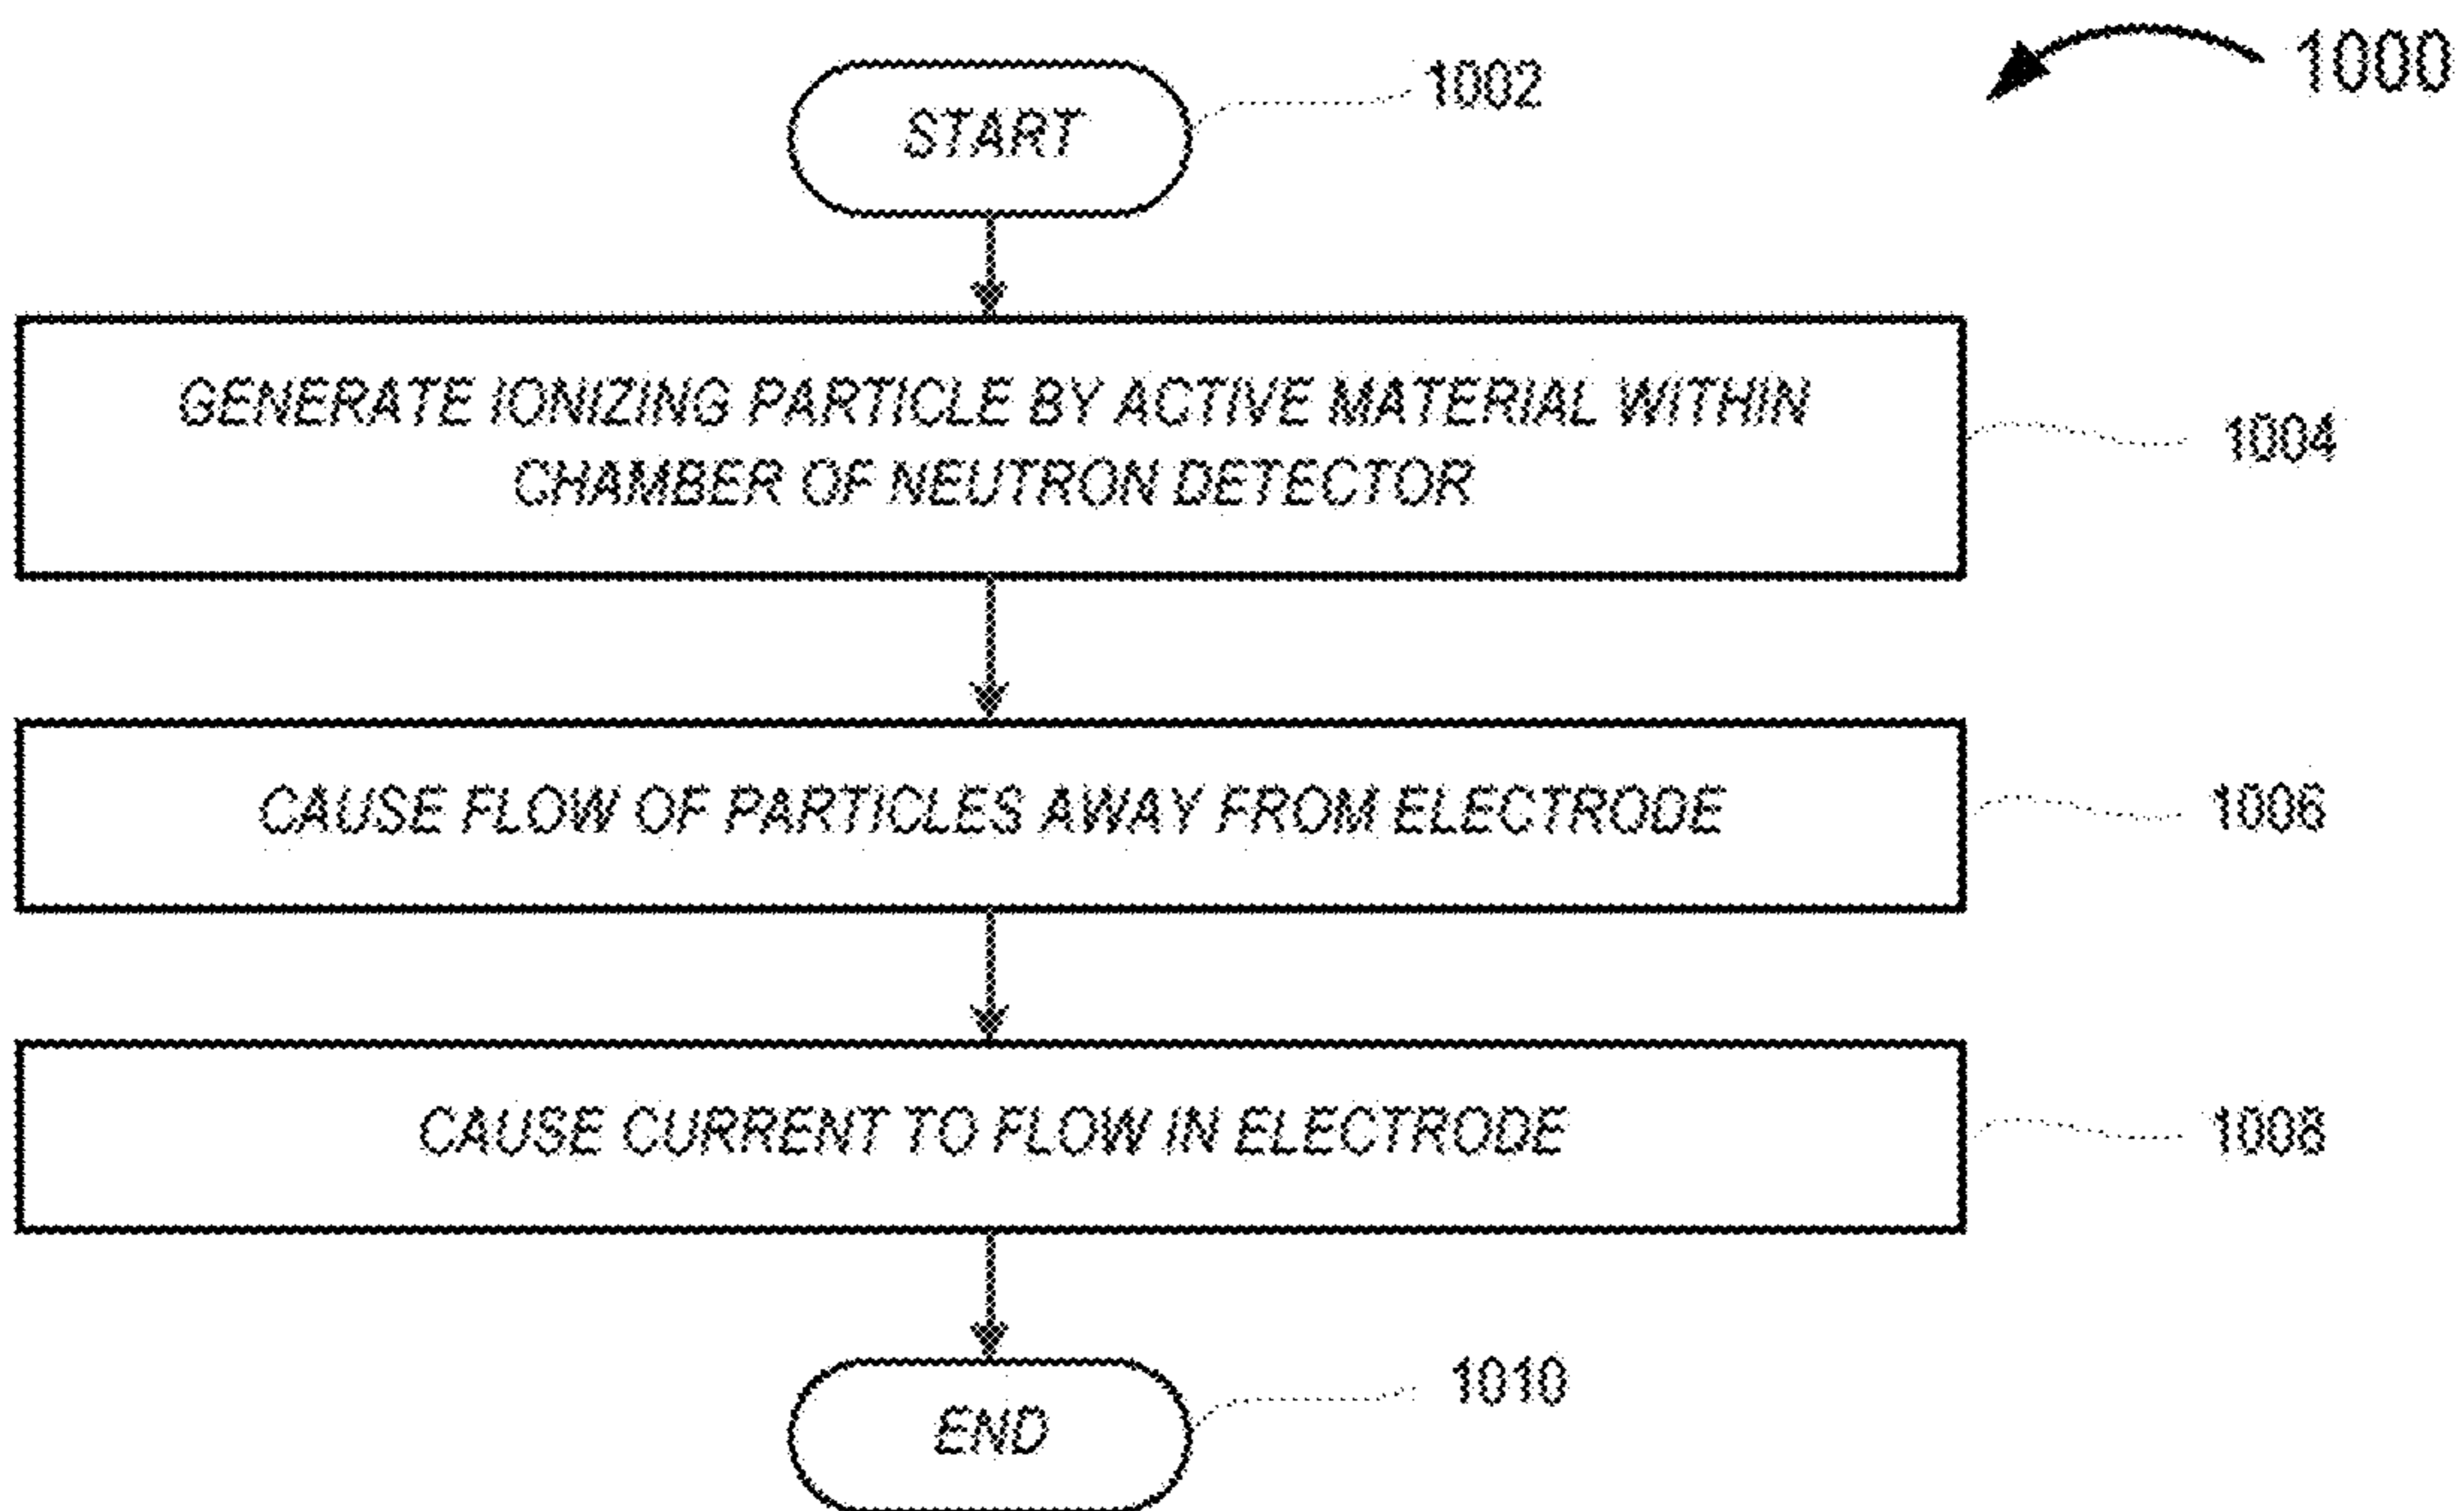 1000
START
1002
GENERATE IONIZING PARTICLE BY ACTIVE MATERIAL WITHIN
CHAMBER OF NEUTRON DETECTOR
1004
CAUSE FLOW OF PARTICLES AWAY FROM ELECTRODE
1006
CAUSE CURRENT TO FLOW IN ELECTRODE
1008
END
1010